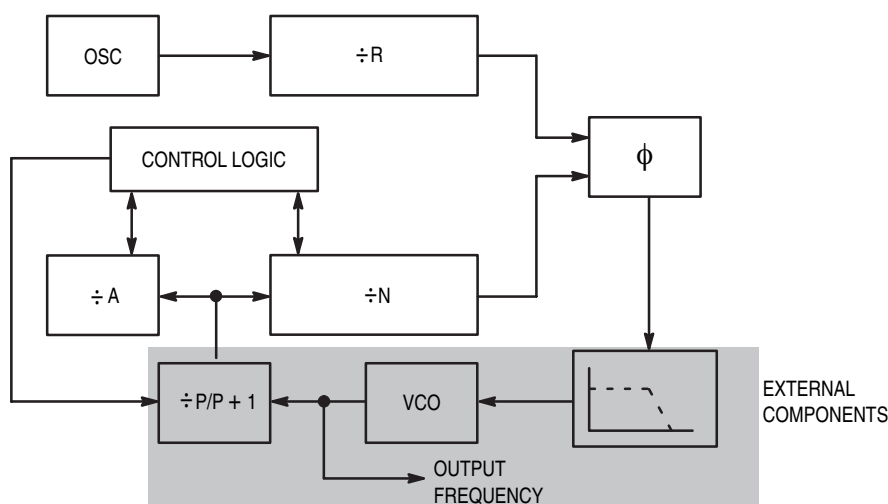 OSC
÷R
CONTROL LOGIC
ϕ
÷A
÷N
÷P/P + 1
VCO
EXTERNAL
COMPONENTS
OUTPUT
FREQUENCY